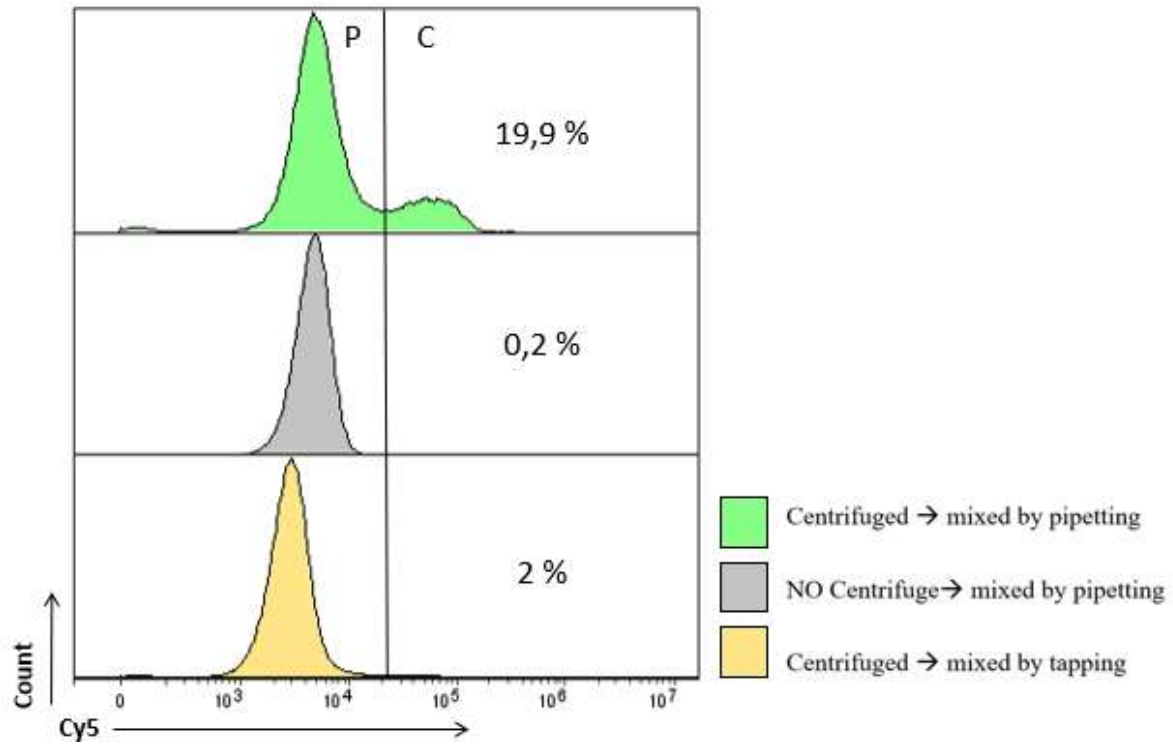 P C
19,9 %
0,2 %
2 %
Count
0 10³ 10⁴ 10⁵ 10⁶ 10⁷
Cy5
Centrifuged → mixed by pipetting
NO Centrifuge→ mixed by pipetting
Centrifuged → mixed by tapping